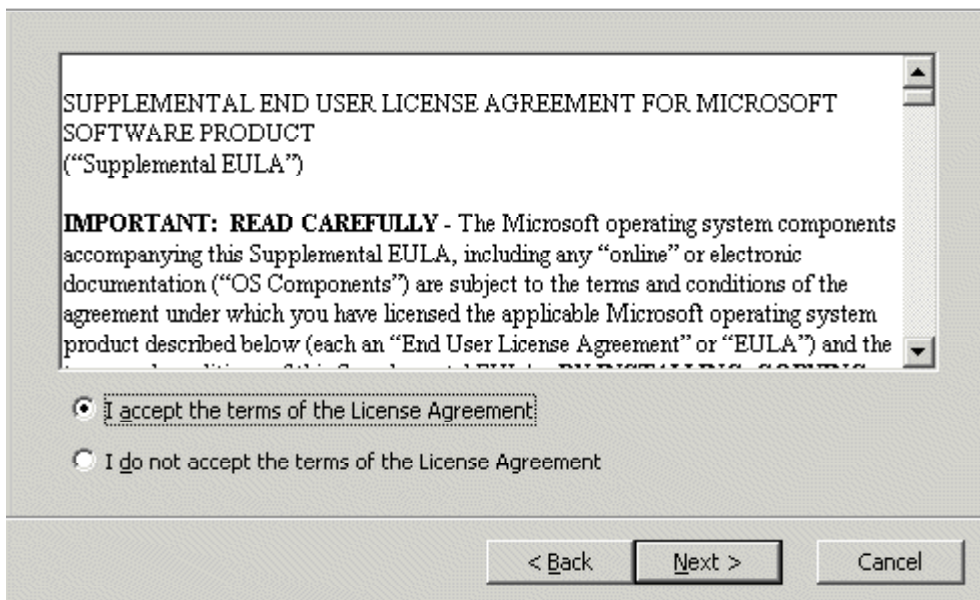 SUPPLEMENTAL END USER LICENSE AGREEMENT FOR MICROSOFT
SOFTWARE PRODUCT
(“Supplemental EULA”)
IMPORTANT: READ CAREFULLY - The Microsoft operating system components
accompanying this Supplemental EULA, including any “online” or electronic
documentation (“OS Components”) are subject to the terms and conditions of the
agreement under which you have licensed the applicable Microsoft operating system
product described below (each an “End User License Agreement” or “EULA”) and the
I accept the terms of the License Agreement
I do not accept the terms of the License Agreement
< Back
Next >
Cancel